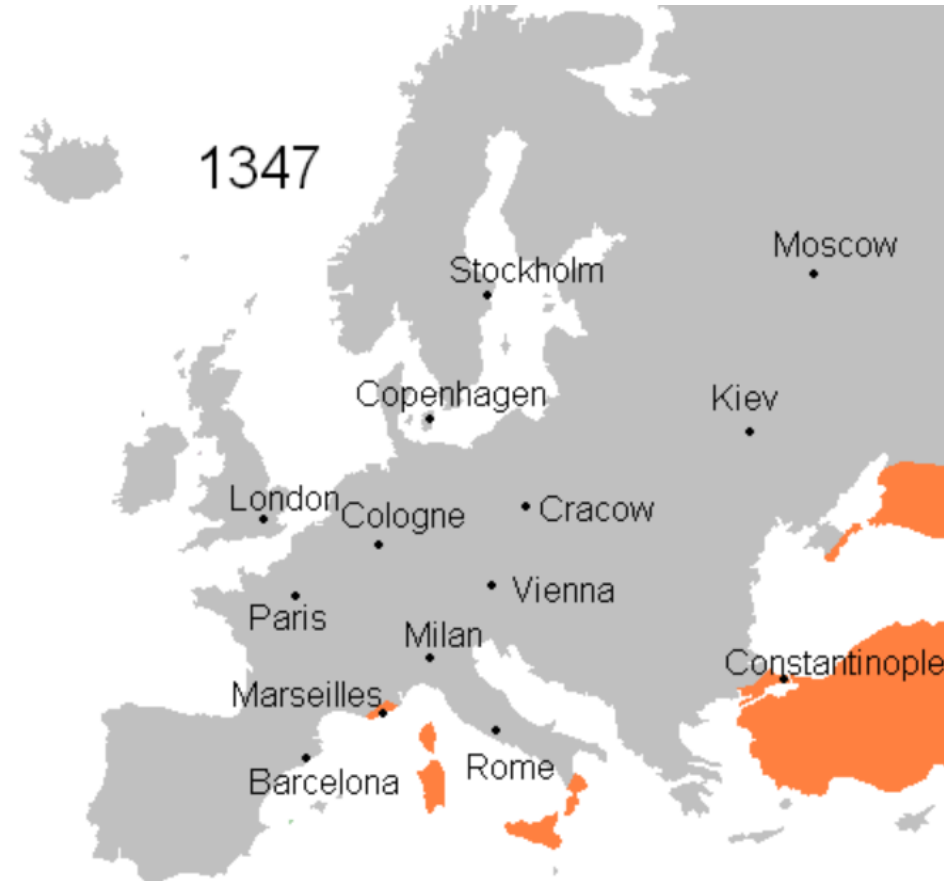 1347
Moscow
Stockholm
Copenhagen
Kiev
London
Cologne
Cracow
Vienna
Paris
Milan
Constantinople
Marseilles
Rome
Barcelona